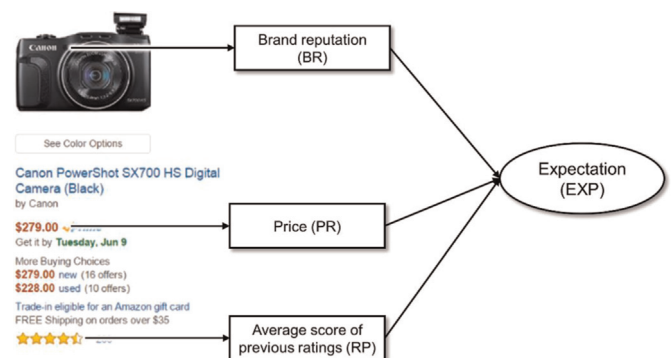 Canon
See Color Options
Canon PowerShot SX700 HS Digital
Camera (Black)
by Canon
$279.00
Get it by Tuesday, Jun 9
More Buying Choices
$279.00 new (16 offers)
$228.00 used (10 offers)
Trade-in eligible for an Amazon gift card
FREE Shipping on orders over $35
Brand reputation
(BR)
Price (PR)
Average score of
previous ratings (RP)
Expectation
(EXP)